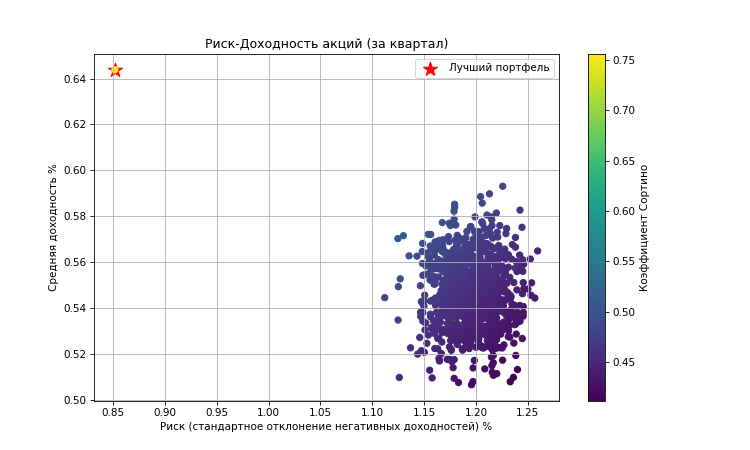 Риск-Доходность акций (за квартал)
Лучший портфель
Средняя доходность %
0.64
0.62
0.60
0.58
0.56
0.54
0.52
0.50
0.85 0.90 0.95 1.00 1.05 1.10 1.15 1.20 1.25
Риск (стандартное отклонение негативных доходностей) %
0.75
0.70
0.65
0.60
0.55
0.50
0.45
Коэффициент Сортино